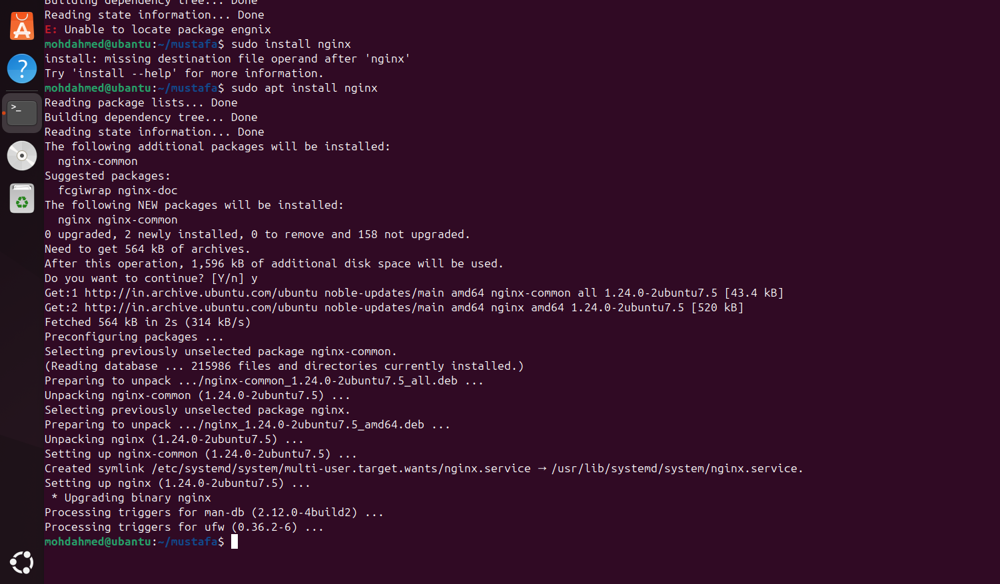 Building dependency tree... Done
Reading state information... Done
E: Unable to locate package engnix
mohdahmed@ubantu:~/mustafa$ sudo install nginx
install: missing destination file operand after 'nginx'
Try 'install --help' for more information.
mohdahmed@ubantu:~/mustafa$ sudo apt install nginx
Reading package lists... Done
Building dependency tree... Done
Reading state information... Done
The following additional packages will be installed:
  nginx-common
Suggested packages:
  fcgiwrap nginx-doc
The following NEW packages will be installed:
  nginx nginx-common
0 upgraded, 2 newly installed, 0 to remove and 158 not upgraded.
Need to get 564 kB of archives.
After this operation, 1,596 kB of additional disk space will be used.
Do you want to continue? [Y/n] y
Get:1 http://in.archive.ubuntu.com/ubuntu noble-updates/main amd64 nginx-common all 1.24.0-2ubuntu7.5 [43.4 kB]
Get:2 http://in.archive.ubuntu.com/ubuntu noble-updates/main amd64 nginx amd64 1.24.0-2ubuntu7.5 [520 kB]
Fetched 564 kB in 2s (314 kB/s)
Preconfiguring packages ...
Selecting previously unselected package nginx-common.
(Reading database ... 215986 files and directories currently installed.)
Preparing to unpack .../nginx-common_1.24.0-2ubuntu7.5_all.deb ...
Unpacking nginx-common (1.24.0-2ubuntu7.5) ...
Selecting previously unselected package nginx.
Preparing to unpack .../nginx_1.24.0-2ubuntu7.5_amd64.deb ...
Unpacking nginx (1.24.0-2ubuntu7.5) ...
Setting up nginx-common (1.24.0-2ubuntu7.5) ...
Created symlink /etc/systemd/system/multi-user.target.wants/nginx.service → /usr/lib/systemd/system/nginx.service.
Setting up nginx (1.24.0-2ubuntu7.5) ...
 * Upgrading binary nginx
Processing triggers for man-db (2.12.0-4build2) ...
Processing triggers for ufw (0.36.2-6) ...
mohdahmed@ubantu:~/mustafa$